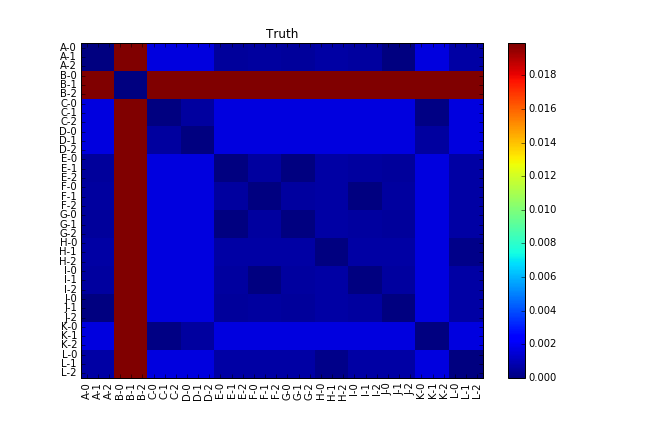 Truth
A-0
A-1
A-2
B-0
B-1
B-2
C-0
C-1
C-2
D-0
D-1
D-2
E-0
E-1
E-2
F-0
F-1
F-2
G-0
G-1
G-2
H-0
H-1
H-2
I-0
I-1
I-2
J-0
J-1
J-2
K-0
K-1
K-2
L-0
L-1
L-2
A-0 A-1 A-2 B-0 B-1 B-2 C-0 C-1 C-2 D-0 D-1 D-2 E-0 E-1 E-2 F-0 F-1 F-2 G-0 G-1 G-2 H-0 H-1 H-2 I-0 I-1 I-2 J-0 J-1 J-2 K-0 K-1 K-2 L-0 L-1 L-2
0.018
0.016
0.014
0.012
0.010
0.008
0.006
0.004
0.002
0.000